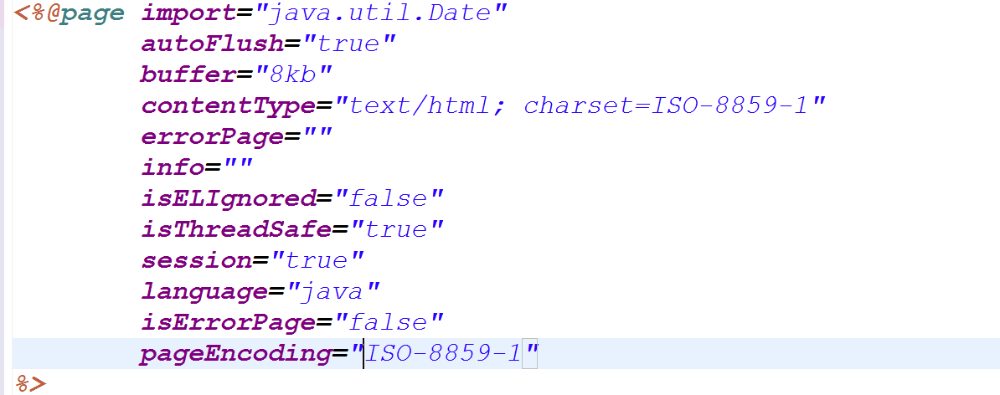 <%@page import="java.util.Date"
autoFlush="true"
buffer="8kb"
contentType="text/html; charset=ISO-8859-1"
errorPage=""
info=""
isELIgnored="false"
isThreadSafe="true"
session="true"
language="java"
isErrorPage="false"
pageEncoding="ISO-8859-1"
%>